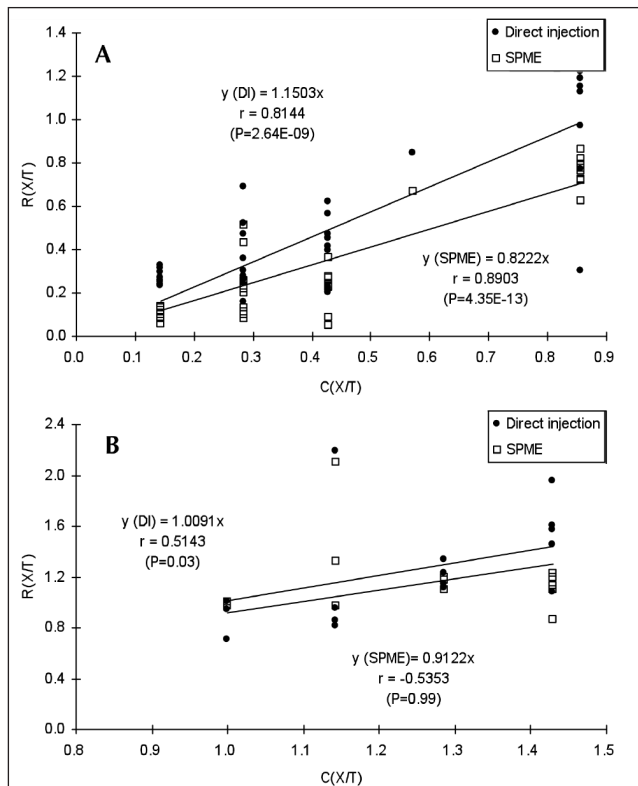 A
● Direct injection
□ SPME
y (DI) = 1.1503x
r = 0.8144
(P=2.64E-09)
y (SPME) = 0.8222x
r = 0.8903
(P=4.35E-13)
R(X/T)
1.4
1.2
1.0
0.8
0.6
0.4
0.2
0.0
0.0 0.1 0.2 0.3 0.4 0.5 0.6 0.7 0.8 0.9
C(X/T)
B
● Direct injection
□ SPME
y (DI) = 1.0091x
r = 0.5143
(P=0.03)
y (SPME)= 0.9122x
r = -0.5353
(P=0.99)
R(X/T)
2.4
2.0
1.6
1.2
0.8
0.4
0.0
0.8 0.9 1.0 1.1 1.2 1.3 1.4 1.5
C(X/T)